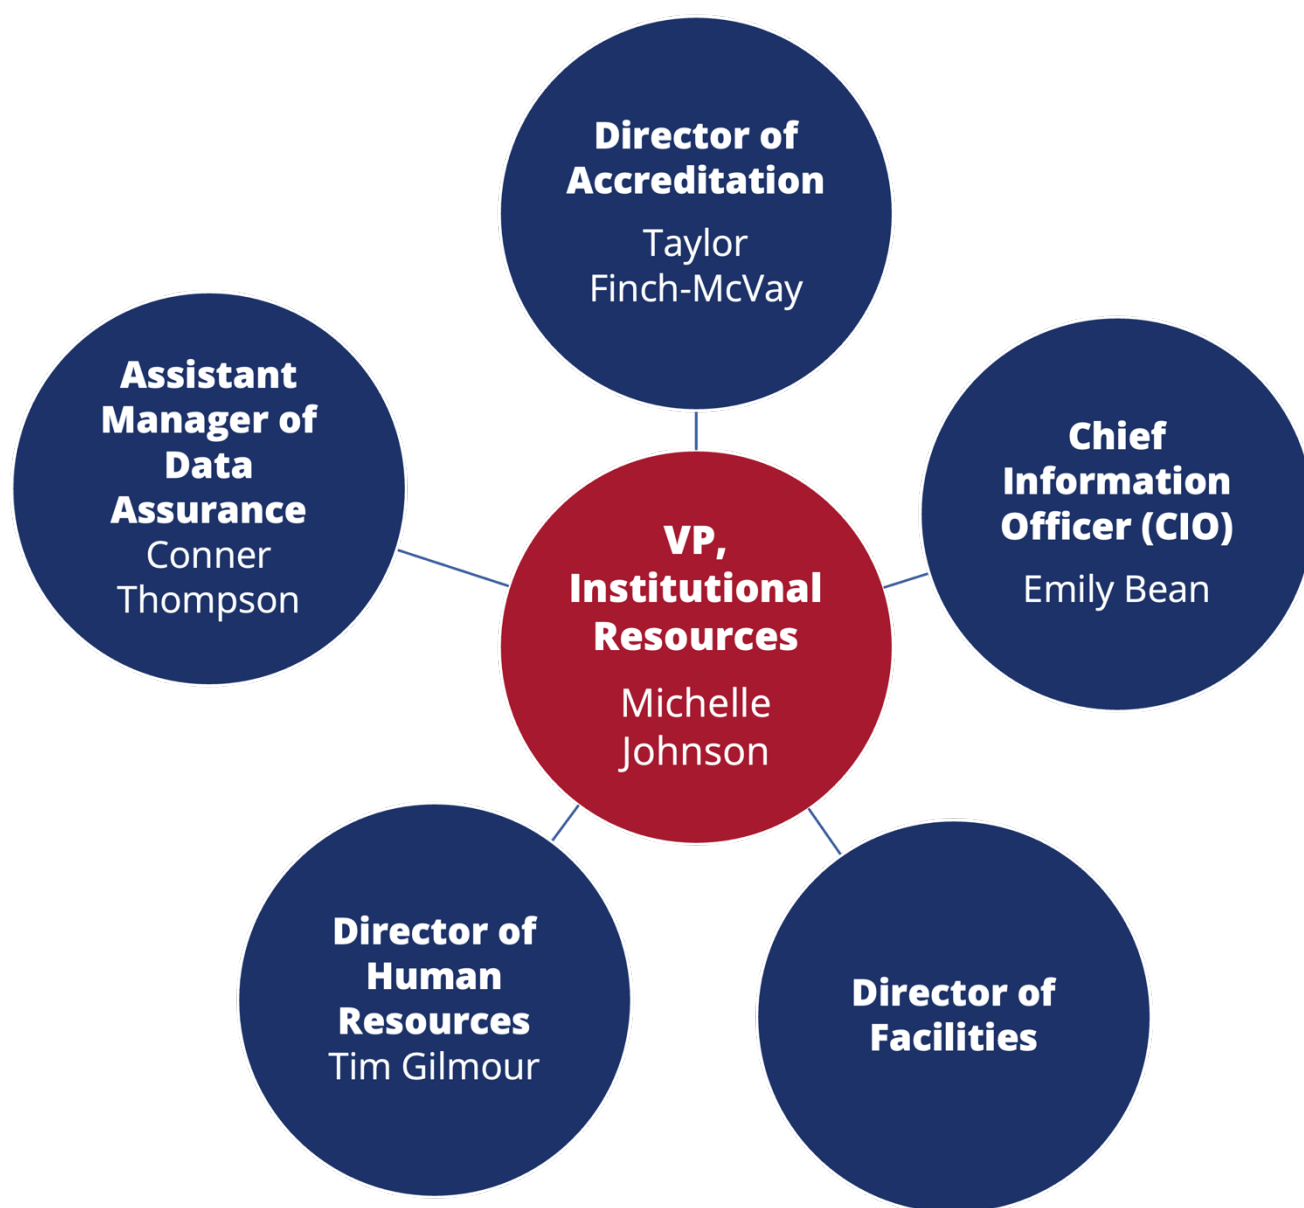 Director of
Accreditation
Taylor
Finch-McVay
Assistant
Manager of
Data
Assurance
Conner
Thompson
Chief
Information
Officer (CIO)
Emily Bean
VP,
Institutional
Resources
Michelle
Johnson
Director of
Human
Resources
Tim Gilmour
Director of
Facilities